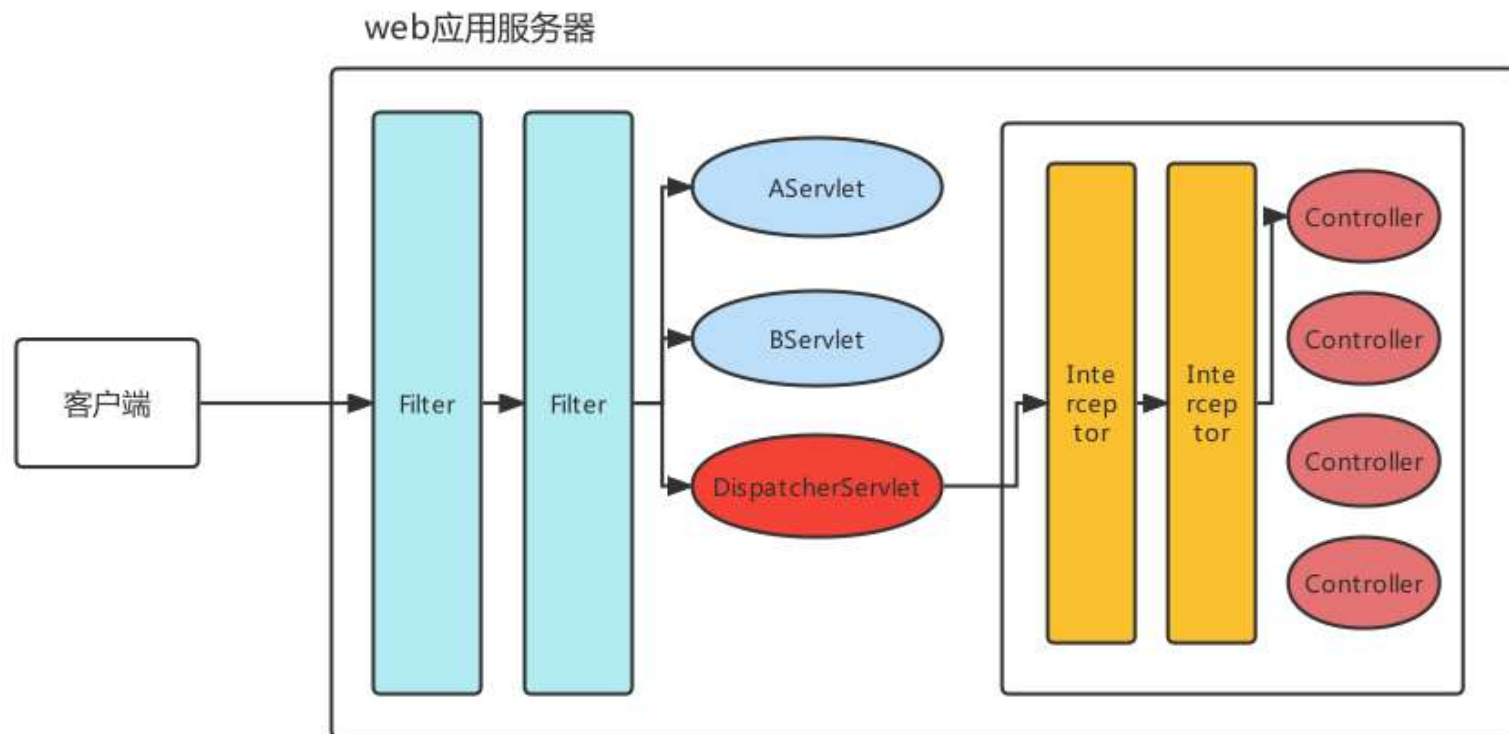 web应用服务器
客户端
Filter
Filter
AServlet
BServlet
DispatcherServlet
Inte
rcep
tor
Inte
rcep
tor
Controller
Controller
Controller
Controller